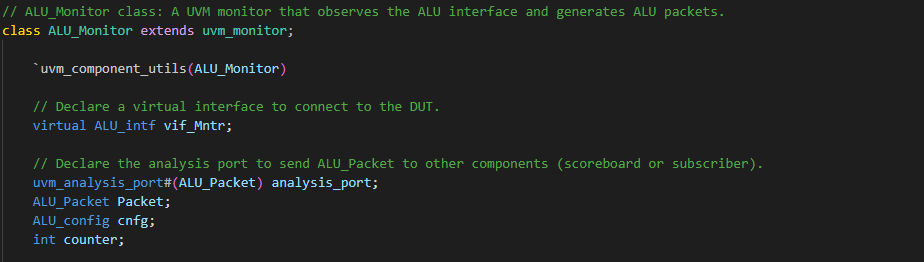 // ALU_Monitor class: A UVM monitor that observes the ALU interface and generates ALU packets.
class ALU_Monitor extends uvm_monitor;
`uvm_component_utils(ALU_Monitor)
// Declare a virtual interface to connect to the DUT.
virtual ALU_intf vif_Mntr;
// Declare the analysis port to send ALU_Packet to other components (scoreboard or subscriber).
uvm_analysis_port#(ALU_Packet) analysis_port;
ALU_Packet Packet;
ALU_config cnfg;
int counter;